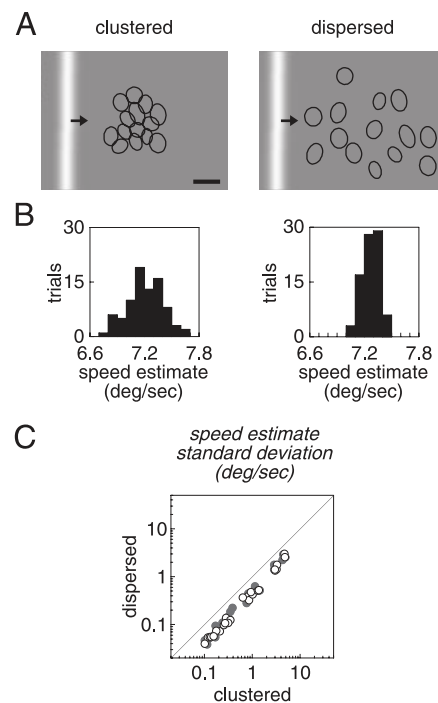 A
clustered
dispersed
B
30
15
0
trials
6.6 7.2 7.8
speed estimate
(deg/sec)
30
15
0
trials
6.6 7.2 7.8
speed estimate
(deg/sec)
C
speed estimate
standard deviation
(deg/sec)
10
1
0.1
dispersed
0.1 1 10
clustered